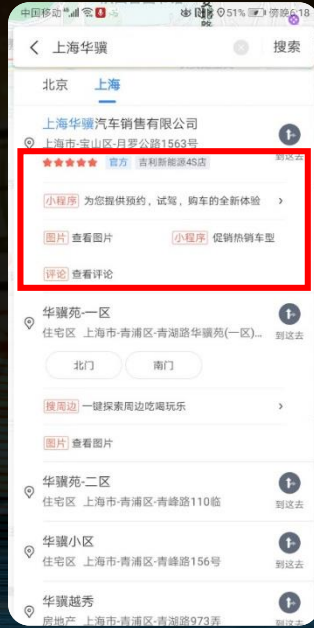 中国移动 51% 傍晚6:18
上海华骥 搜索
北京 上海
上海华骥汽车销售有限公司
上海市-宝山区-月罗公路1563号
到这去
★★★★★ 官方 吉利新能源4S店
小程序 为您提供预约，试驾，购车的全新体验
图片 查看图片 小程序 促销热销车型
评论 查看评论
华骥苑-一区
住宅区 上海市-青浦区-青湖路华骥苑(一区)... 到这去
北门 南门
搜周边 一键探索周边吃喝玩乐
图片 查看图片
华骥苑-二区
住宅区 上海市-青浦区-青峰路110临 到这去
华骥小区
住宅区 上海市-青浦区-青峰路156号 到这去
华骥越秀
房地产 上海市-青浦区-青湖路973弄 到这去